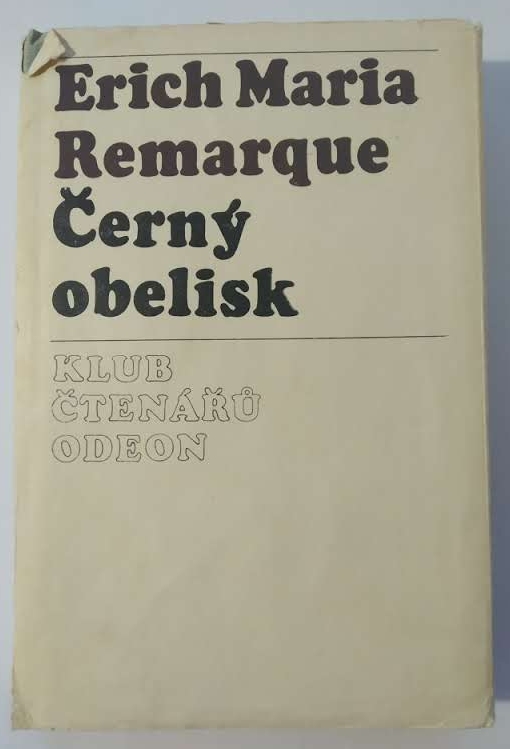 Erich Maria
Remarque
Černý
obelisk
KLUB
ČTENÁŘŮ
ODEON